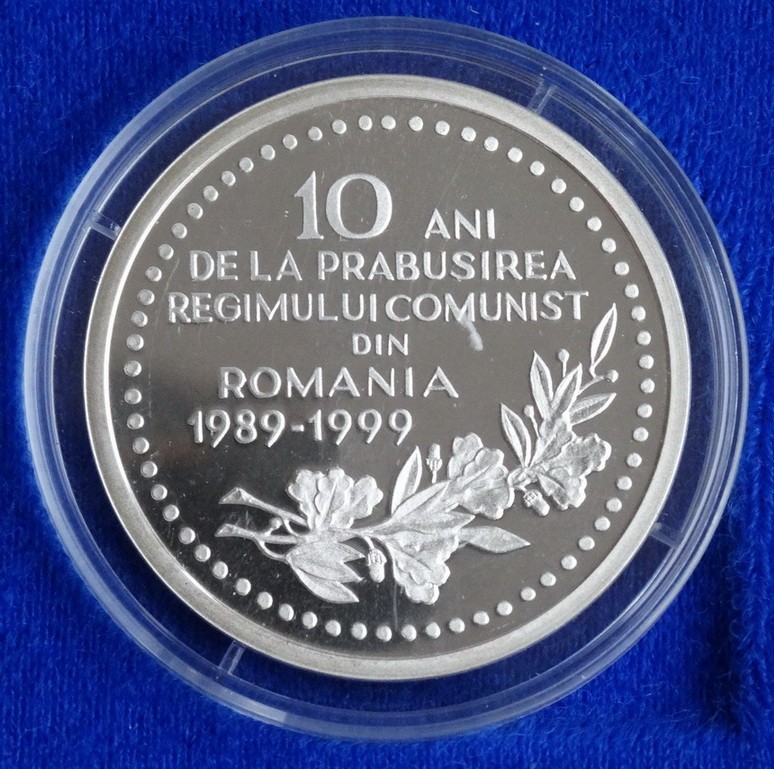 10 ANI
DE LA PRABUSIREA
REGIMULUI COMUNIST
DIN
ROMANIA
1989-1999